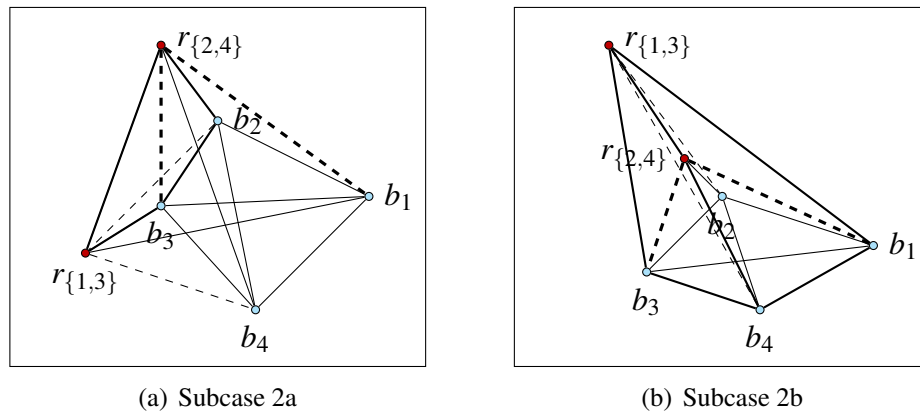 r{2,4}
b2
b1
b3
r{1,3}
b4
(a) Subcase 2a
r{1,3}
r{2,4}
b2
b1
b3
b4
(b) Subcase 2b